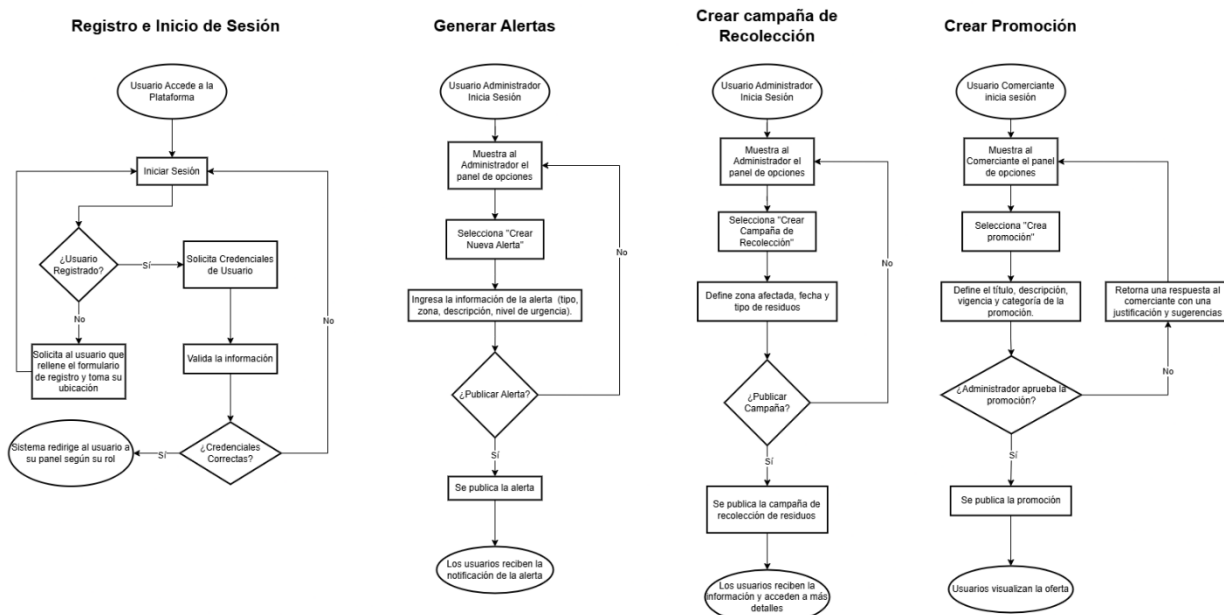 Registro e Inicio de Sesión
Usuario Accede a la
Plataforma
Iniciar Sesión
¿Usuario
Registrado?
Sí
Solicita Credenciales
de Usuario
No
Solicita al usuario que
rellene el formulario
de registro y toma su
ubicación
Valida la información
No
¿Credenciales
Correctas?
Sí
Sistema redirige al usuario a
su panel según su rol
Generar Alertas
Usuario Administrador
Inicia Sesión
Muestra al
Administrador el
panel de opciones
Selecciona "Crear
Nueva Alerta"
No
Ingresa la información de la alerta (tipo,
zona, descripción, nivel de urgencia).
¿Publicar Alerta?
Sí
Se publica la alerta
Los usuarios reciben la
notificación de la alerta
Crear campaña de
Recolección
Usuario Administrador
Inicia Sesión
Muestra al
Administrador el panel
de opciones
Selecciona "Crear
Campaña de
Recolección"
No
Define zona afectada, fecha y
tipo de residuos
¿Publicar
Campaña?
Sí
Se publica la campaña de
recolección de residuos
Los usuarios reciben la
información y acceden a más
detalles
Crear Promoción
Usuario Comerciante
inicia sesión
Muestra al
Comerciante el panel
de opciones
Selecciona "Crea
promoción"
Define el título, descripción,
vigencia y categoría de la
promoción.
Retorna una respuesta al
comerciante con una
justificación y sugerencias
No
¿Administrador aprueba la
promoción?
Sí
Se publica la promoción
Usuarios visualizan la oferta